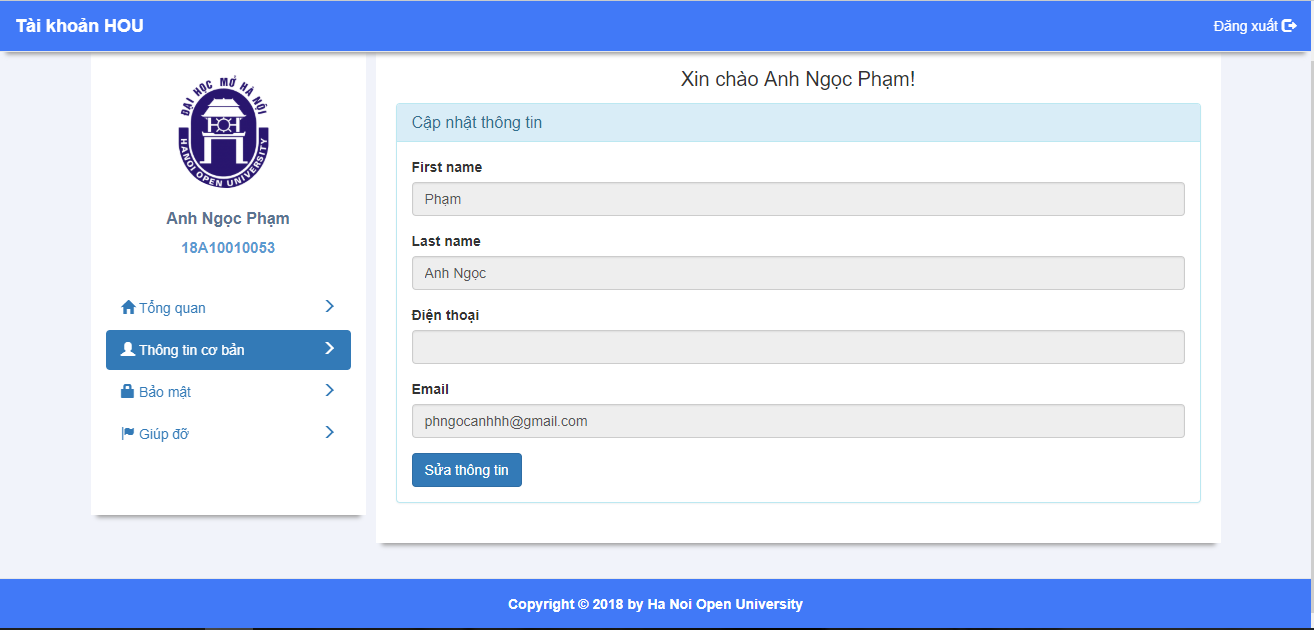 Tài khoản HOU
Đăng xuất
ĐẠI HỌC MỞ HÀ NỘI
HANOI OPEN UNIVERSITY
Anh Ngọc Phạm
18A10010053
Tổng quan
Thông tin cơ bản
Bảo mật
Giúp đỡ
Xin chào Anh Ngọc Phạm!
Cập nhật thông tin
First name
Phạm
Last name
Anh Ngọc
Điện thoại
Email
phngocanhhh@gmail.com
Sửa thông tin
Copyright © 2018 by Ha Noi Open University